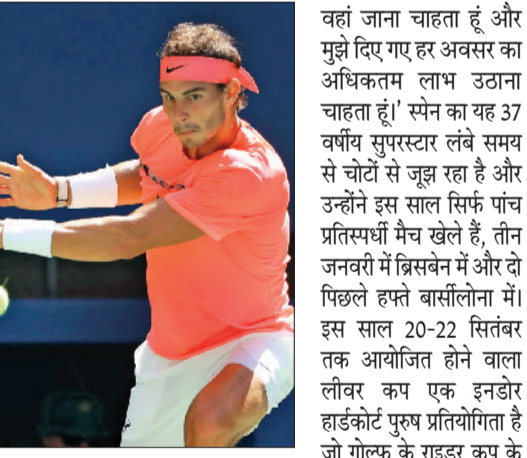 वहां जाना चाहता हूं और
मुझे दिए गए हर अवसर का
अधिकतम लाभ उठाना
चाहता हूं।’ स्पेन का यह 37
वर्षीय सुपरस्टार लंबे समय
से चोटों से जूझ रहा है और
उन्होंने इस साल सिर्फ पांच
प्रतिस्पर्धी मैच खेले हैं, तीन
जनवरी में ब्रिसबेन में और दो
पिछले हफ्ते बार्सीलोना में।
इस साल 20-22 सितंबर
तक आयोजित होने वाला
लीवर कप एक इनडोर
हार्डकोर्ट पुरुष प्रतियोगिता है
जो गोल्फ के राइडर कप के